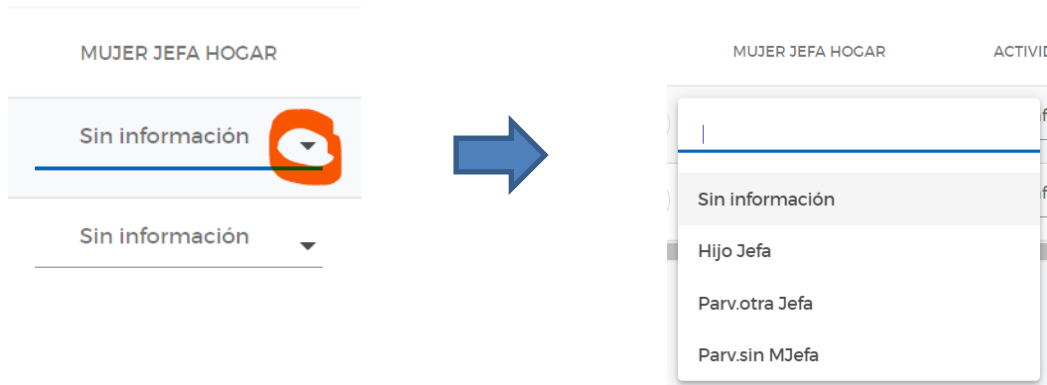 MUJER JEFA HOGAR
Sin información
Sin información
MUJER JEFA HOGAR
Sin información
Hijo Jefa
Parv.otra Jefa
Parv.sin MJefa